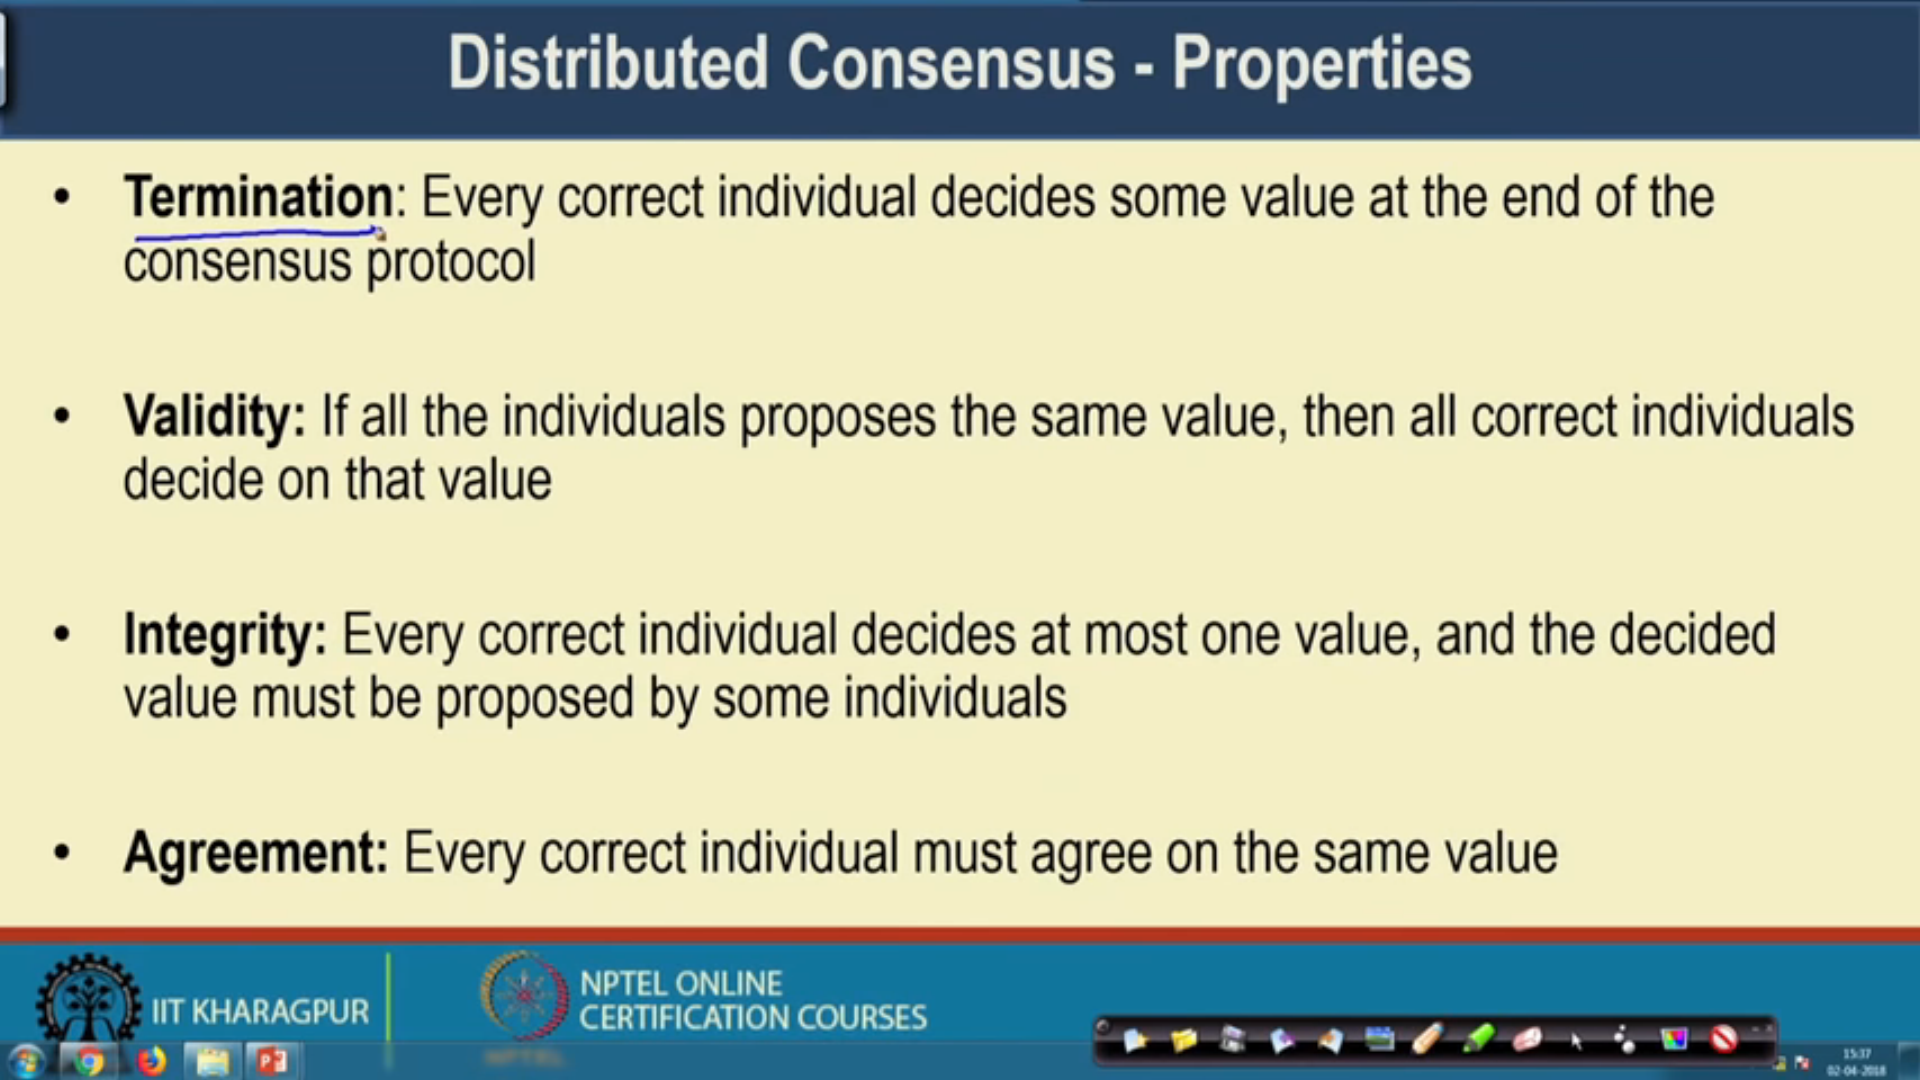 Distributed Consensus - Properties
• Termination: Every correct individual decides some value at the end of the
consensus protocol
• Validity: If all the individuals proposes the same value, then all correct individuals
decide on that value
• Integrity: Every correct individual decides at most one value, and the decided
value must be proposed by some individuals
• Agreement: Every correct individual must agree on the same value
IIT KHARAGPUR
NPTEL ONLINE
CERTIFICATION COURSES
NPTEL
15:37
02-04-2018